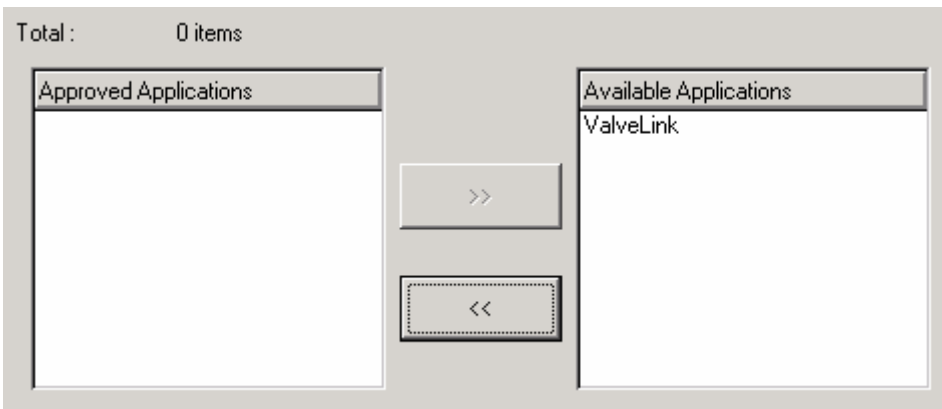 Total : 0 items
Approved Applications
Available Applications
ValveLink
>>
<<